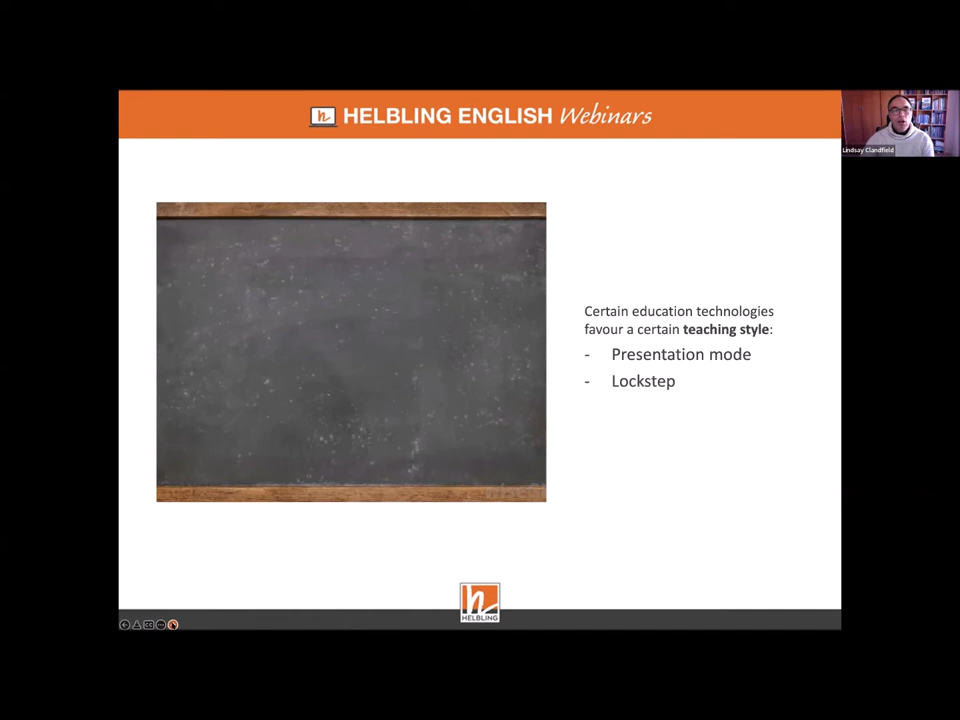 HELBLING ENGLISH Webinars
Lindsay Clandfield
Certain education technologies
favour a certain teaching style:
- Presentation mode
- Lockstep
HELBLING